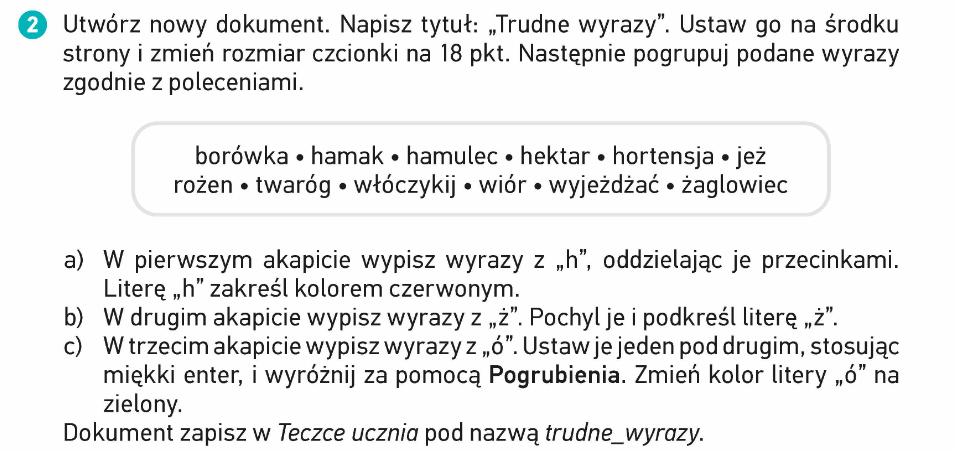 2 Utwórz nowy dokument. Napisz tytuł: „Trudne wyrazy”. Ustaw go na środku
strony i zmień rozmiar czcionki na 18 pkt. Następnie pogrupuj podane wyrazy
zgodnie z poleceniami.
borówka • hamak • hamulec • hektar • hortensja • jeż
rożen • twaróg • włóczykij • wiór • wyjeżdżać • żaglowiec
a) W pierwszym akapicie wypisz wyrazy z „h”, oddzielając je przecinkami.
Literę „h” zakreśl kolorem czerwonym.
b) W drugim akapicie wypisz wyrazy z „ż”. Pochyl je i podkreśl literę „ż”.
c) W trzecim akapicie wypisz wyrazy z „ó”. Ustaw je jeden pod drugim, stosując
miękki enter, i wyróżnij za pomocą Pogrubienia. Zmień kolor litery „ó” na
zielony.
Dokument zapisz w Teczce ucznia pod nazwą trudne_wyrazy.